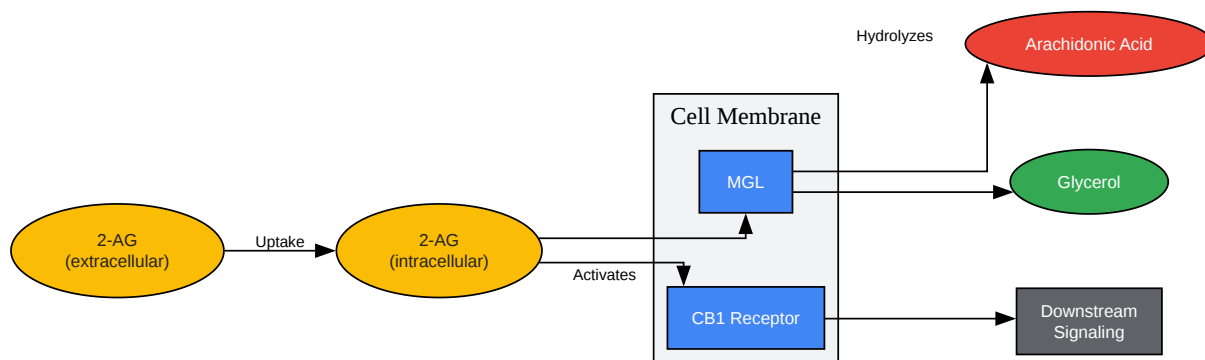 Hydrolyzes
Arachidonic Acid
Cell Membrane
MGL
Glycerol
2-AG
(extracellular)
Uptake
2-AG
(intracellular)
Activates
CB1 Receptor
Downstream
Signaling